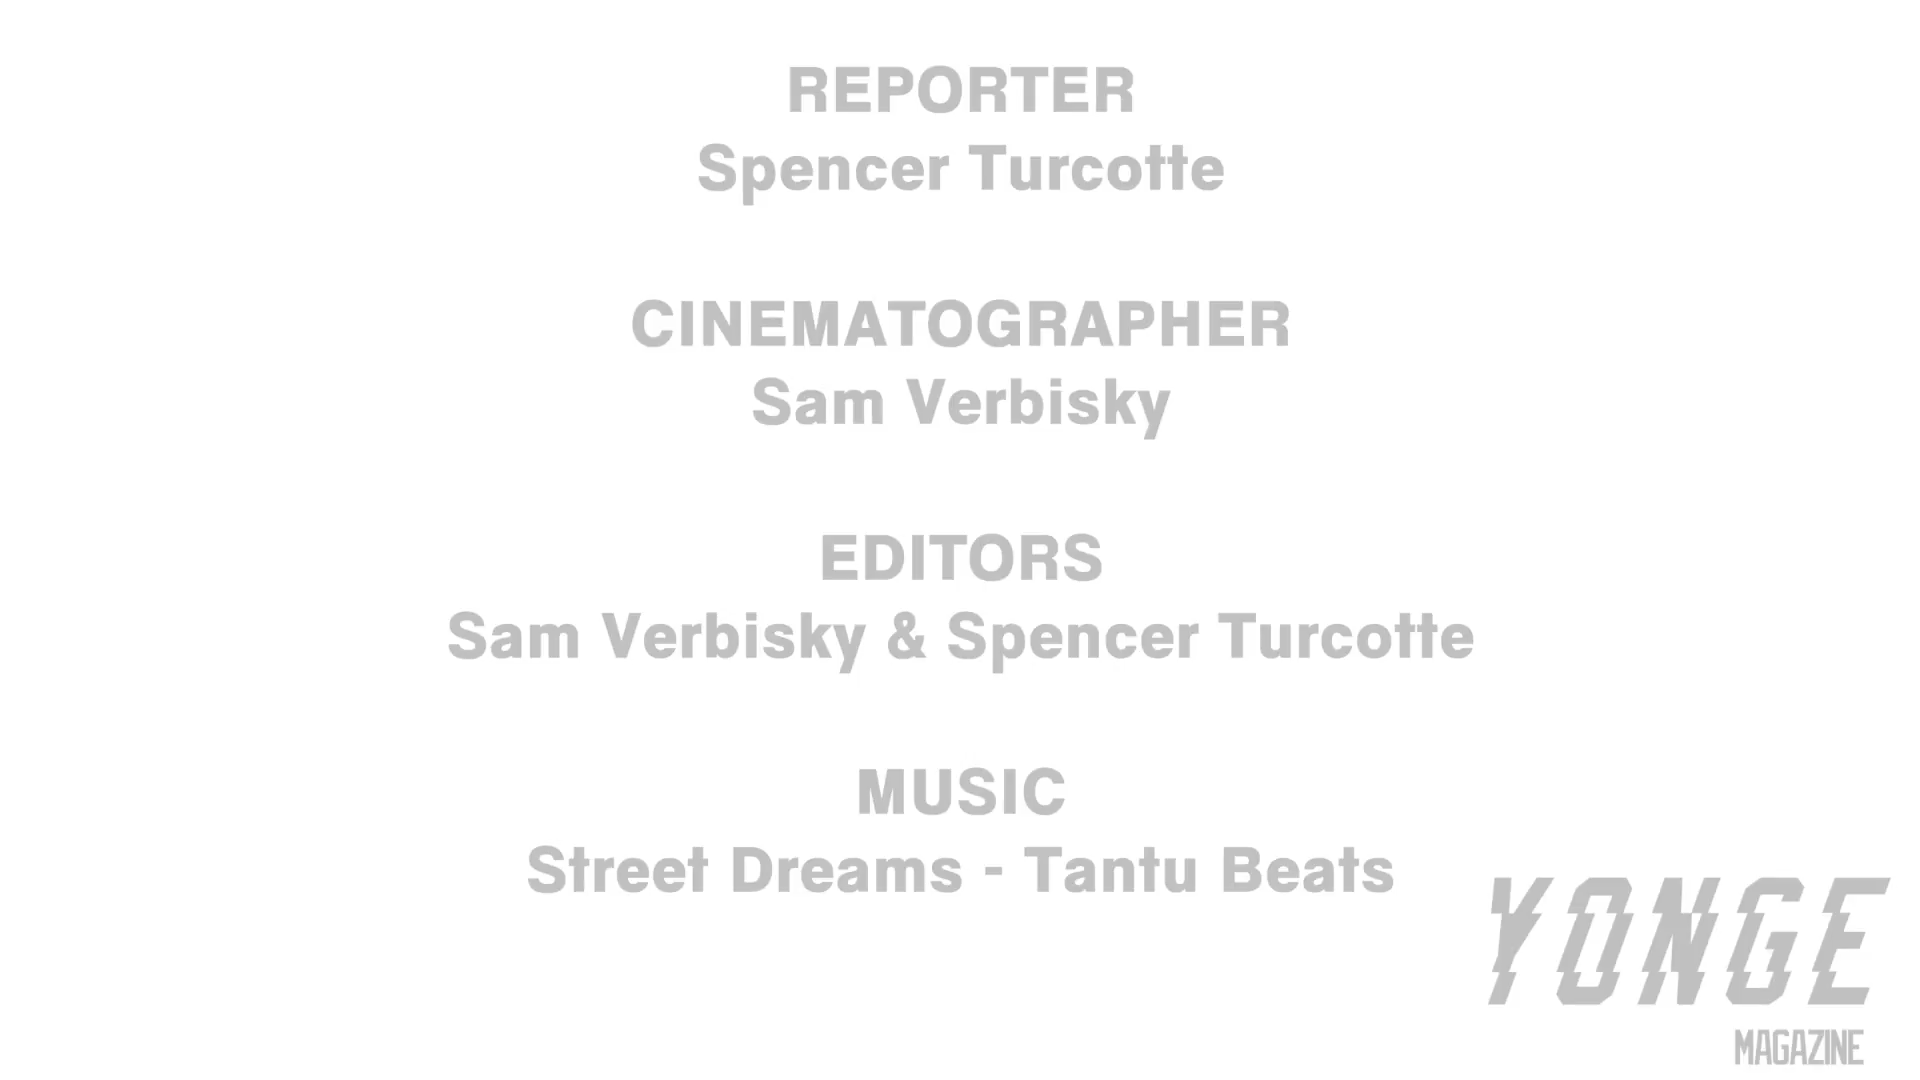 REPORTER
Spencer Turcotte
CINEMATOGRAPHER
Sam Verbisky
EDITORS
Sam Verbisky & Spencer Turcotte
MUSIC
Street Dreams - Tantu Beats
YONGE
MAGAZINE